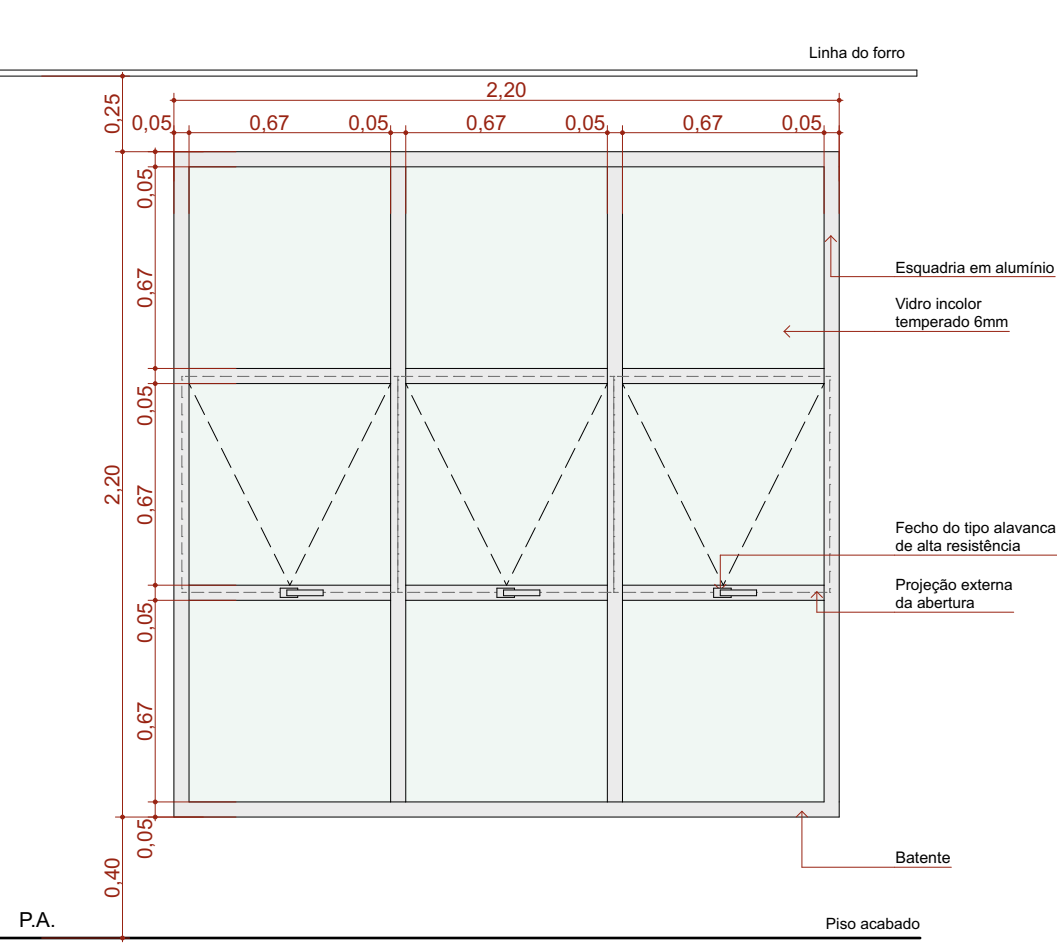 Linha do forro
2,20
0,25
0,05 0,67 0,05 0,67 0,05 0,67 0,05
0,05
0,67
Esquadria em alumínio
Vidro incolor
temperado 6mm
0,05
2,20
0,67
Fecho do tipo alavanca
de alta resistência
Projeção externa
da abertura
0,05
0,67
0,05
Batente
0,40
P.A.
Piso acabado